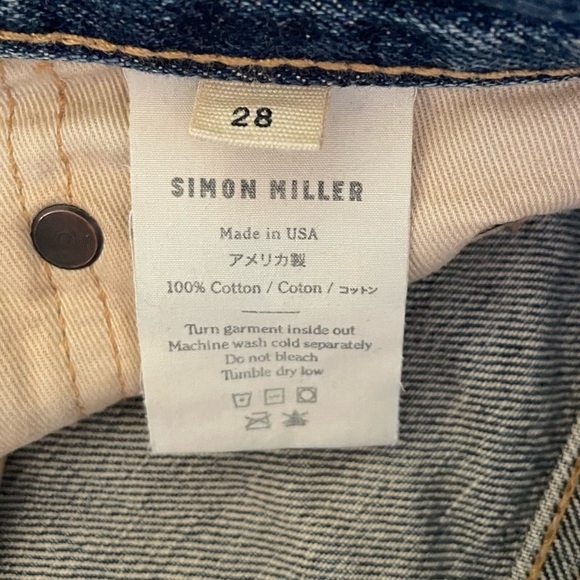 28
SIMON MILLER
Made in USA
アメリカ製
100% Cotton / Coton / コットン
Turn garment inside out
Machine wash cold separately
Do not bleach
Tumble dry low